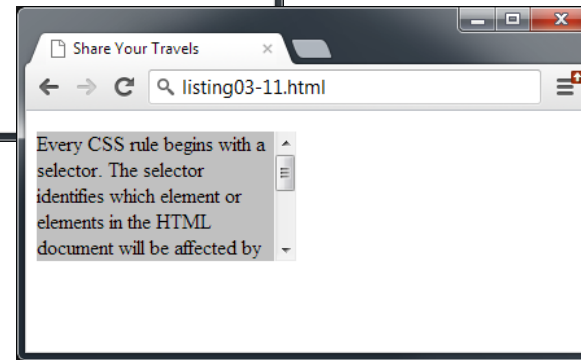 Share Your Travels
listing03-11.html
Every CSS rule begins with a
selector. The selector
identifies which element or
elements in the HTML
document will be affected by